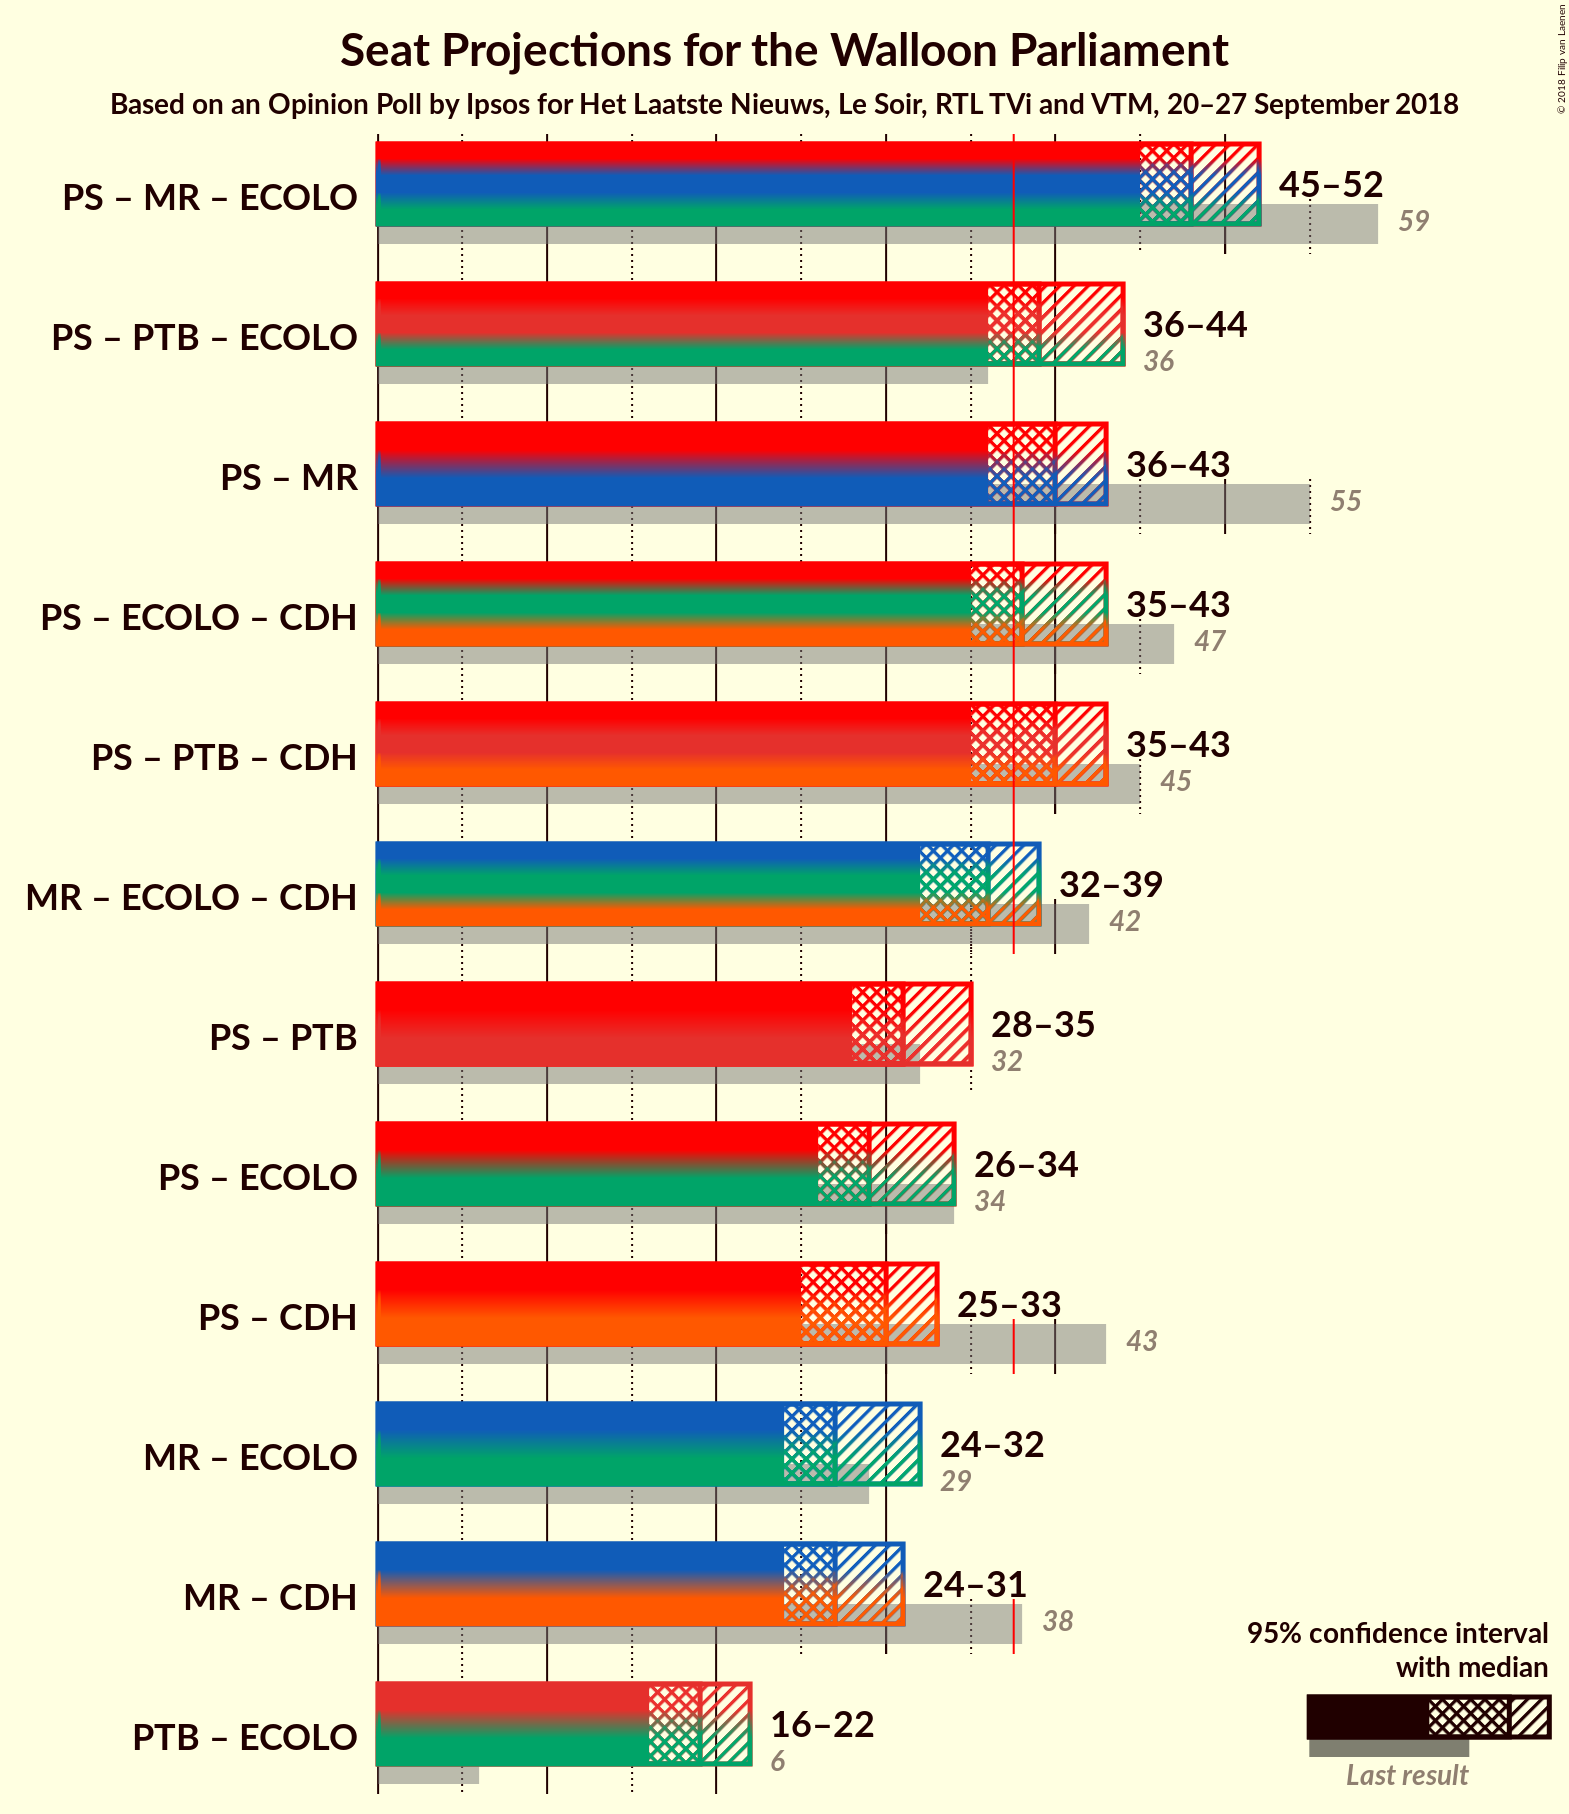 Seat Projections for the Walloon Parliament
Based on an Opinion Poll by Ipsos for Het Laatste Nieuws, Le Soir, RTL TVi and VTM, 20–27 September 2018
© 2018 Filip van Laenen
PS – MR – ECOLO
45–52
59
PS – PTB – ECOLO
36–44
36
PS – MR
36–43
55
PS – ECOLO – CDH
35–43
47
PS – PTB – CDH
35–43
45
MR – ECOLO – CDH
32–39
42
PS – PTB
28–35
32
PS – ECOLO
26–34
34
PS – CDH
25–33
43
MR – ECOLO
24–32
29
MR – CDH
24–31
38
PTB – ECOLO
16–22
6
95% confidence interval
with median
Last result